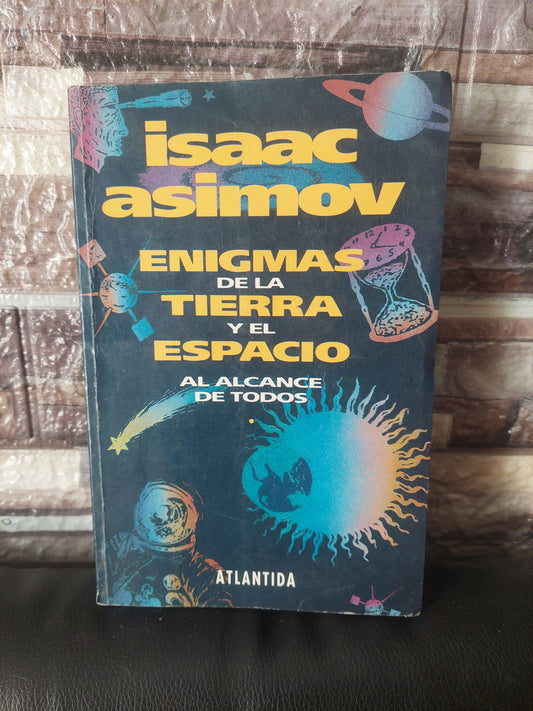 isaac
asimov
ENIGMAS
DE LA
TIERRA
Y EL
ESPACIO
AL ALCANCE
DE TODOS
ATLANTIDA